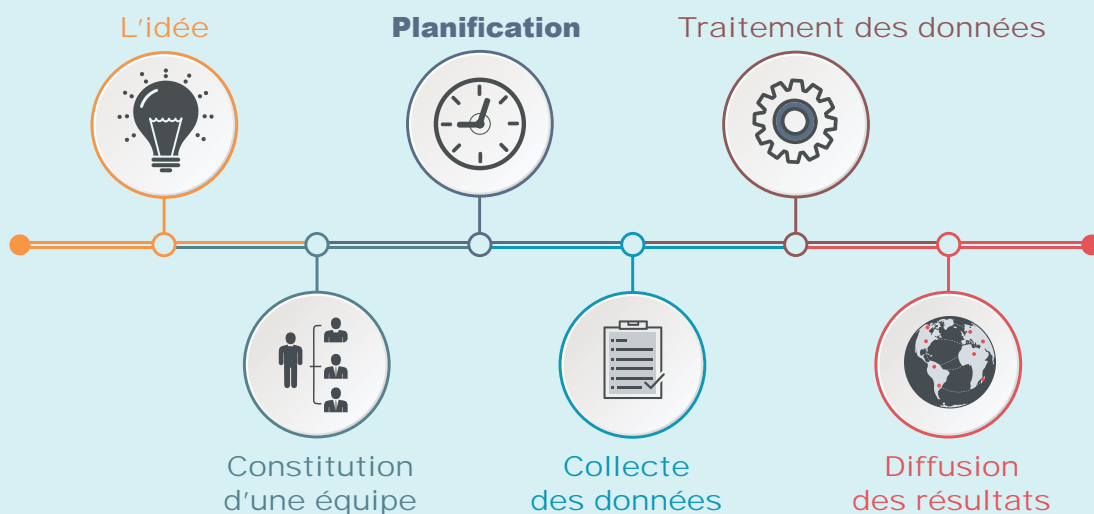 L'idée
Planification
Traitement des données
Constitution
d'une équipe
Collecte
des données
Diffusion
des résultats